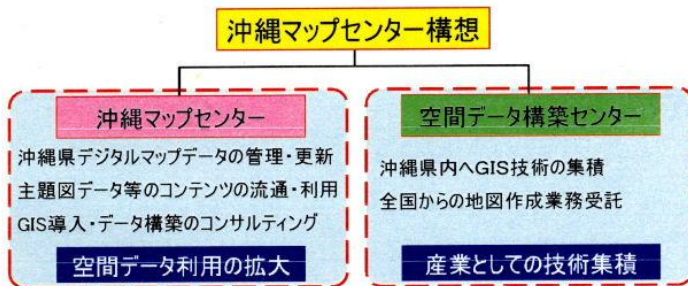 沖縄マップセンター構想
沖縄マップセンター
沖縄県デジタルマップデータの管理・更新
主題図データ等のコンテンツの流通・利用
GIS導入・データ構築のコンサルティング
空間データ利用の拡大
空間データ構築センター
沖縄県内へGIS技術の集積
全国からの地図作成業務受託
産業としての技術集積